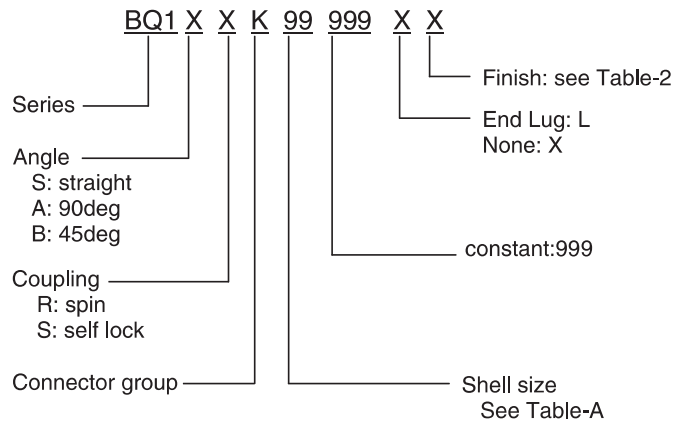 BQ1 X X K 99 999 X X
Finish: see Table-2
End Lug: L
None: X
constant:999
Shell size
See Table-A
Series
Angle
S: straight
A: 90deg
B: 45deg
Coupling
R: spin
S: self lock
Connector group